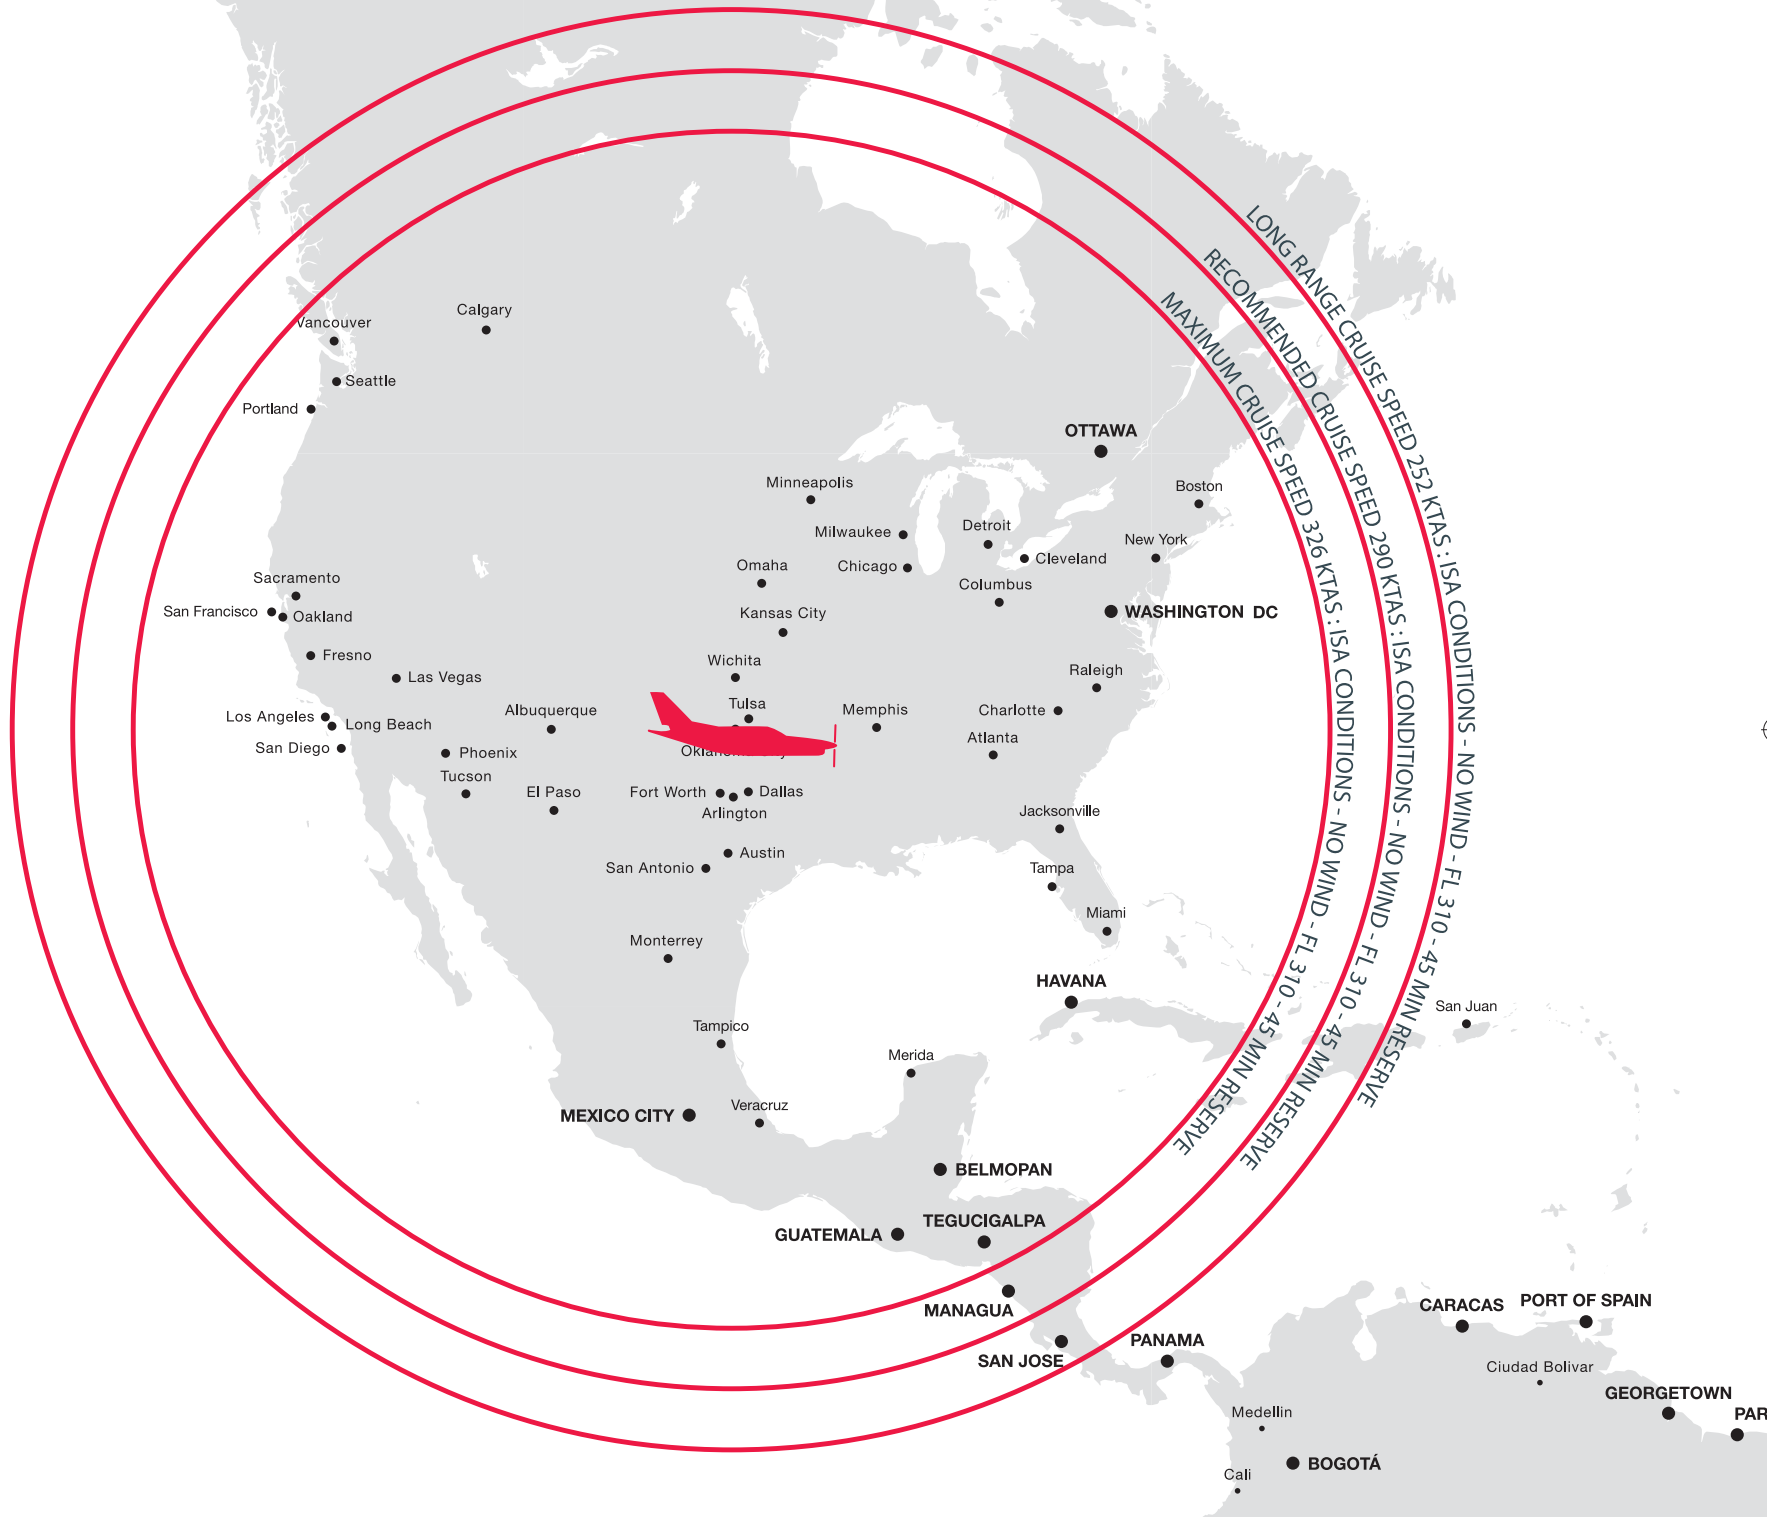 LONG RANGE CRUISE SPEED 252 KTAS : ISA CONDITIONS - NO WIND - FL 310 - 45 MIN RESERVE
RECOMMENDED CRUISE SPEED 290 KTAS : ISA CONDITIONS - NO WIND - FL 310 - 45 MIN RESERVE
MAXIMUM CRUISE SPEED 326 KTAS : ISA CONDITIONS - NO WIND - FL 310 - 45 MIN RESERVE
Calgary
Vancouver
Seattle
Portland
OTTAWA
Minneapolis
Boston
Milwaukee
Detroit
New York
Cleveland
Chicago
Omaha
Columbus
Sacramento
San Francisco
Oakland
Kansas City
WASHINGTON DC
Fresno
Wichita
Raleigh
Las Vegas
Tulsa
Albuquerque
Memphis
Charlotte
Los Angeles
Long Beach
Atlanta
San Diego
Phoenix
Tucson
El Paso
Fort Worth
Dallas
Arlington
Jacksonville
Austin
San Antonio
Tampa
Miami
Monterrey
HAVANA
San Juan
Tampico
Merida
Veracruz
MEXICO CITY
BELMOPAN
TEGUCIGALPA
GUATEMALA
MANAGUA
CARACAS
PORT OF SPAIN
PANAMA
SAN JOSE
Ciudad Bolivar
GEORGETOWN
Medellin
PAR
BOGOTÁ
Cali